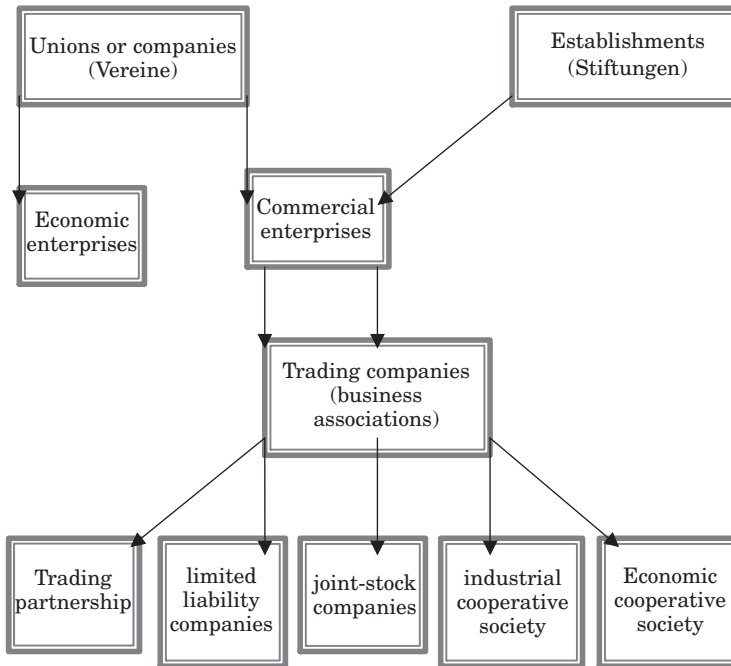 Unions or companies
(Vereine)
Establishments
(Stiftungen)
Economic
enterprises
Commercial
enterprises
Trading companies
(business
associations)
Trading
partnership
limited
liability
companies
joint-stock
companies
industrial
cooperative
society
Economic
cooperative
society